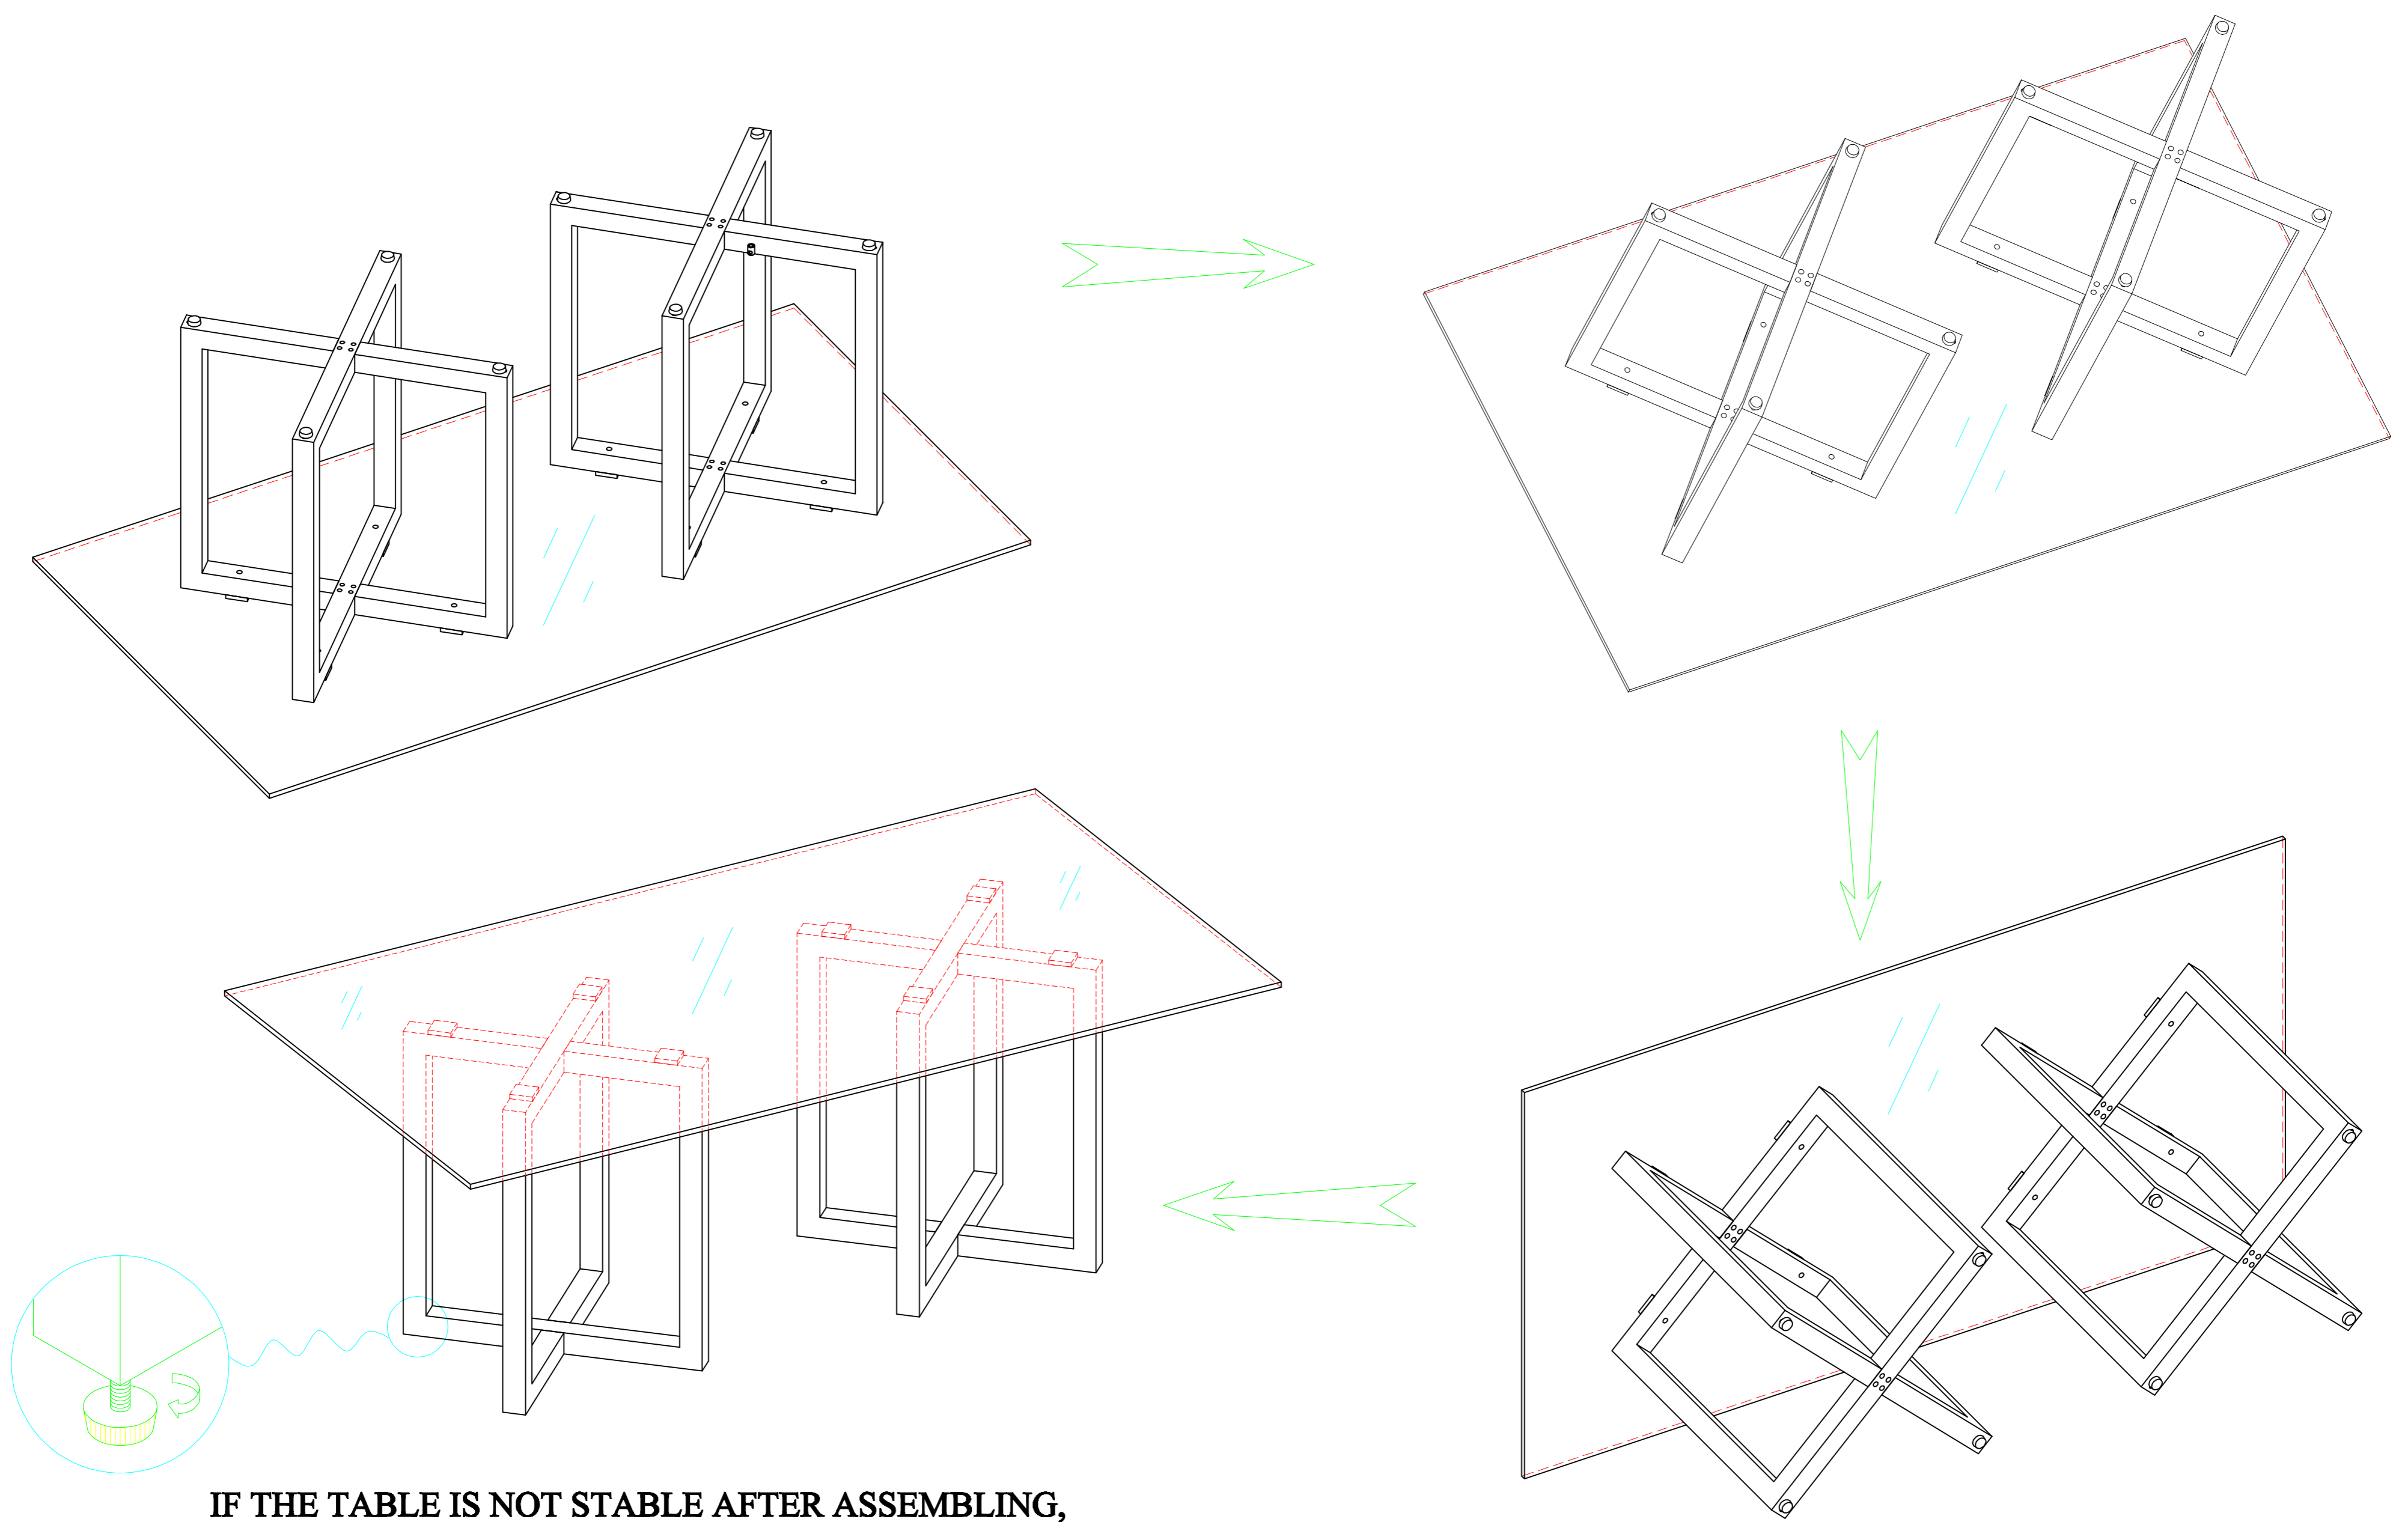 IF THE TABLE IS NOT STABLE AFTER ASSEMBLING,